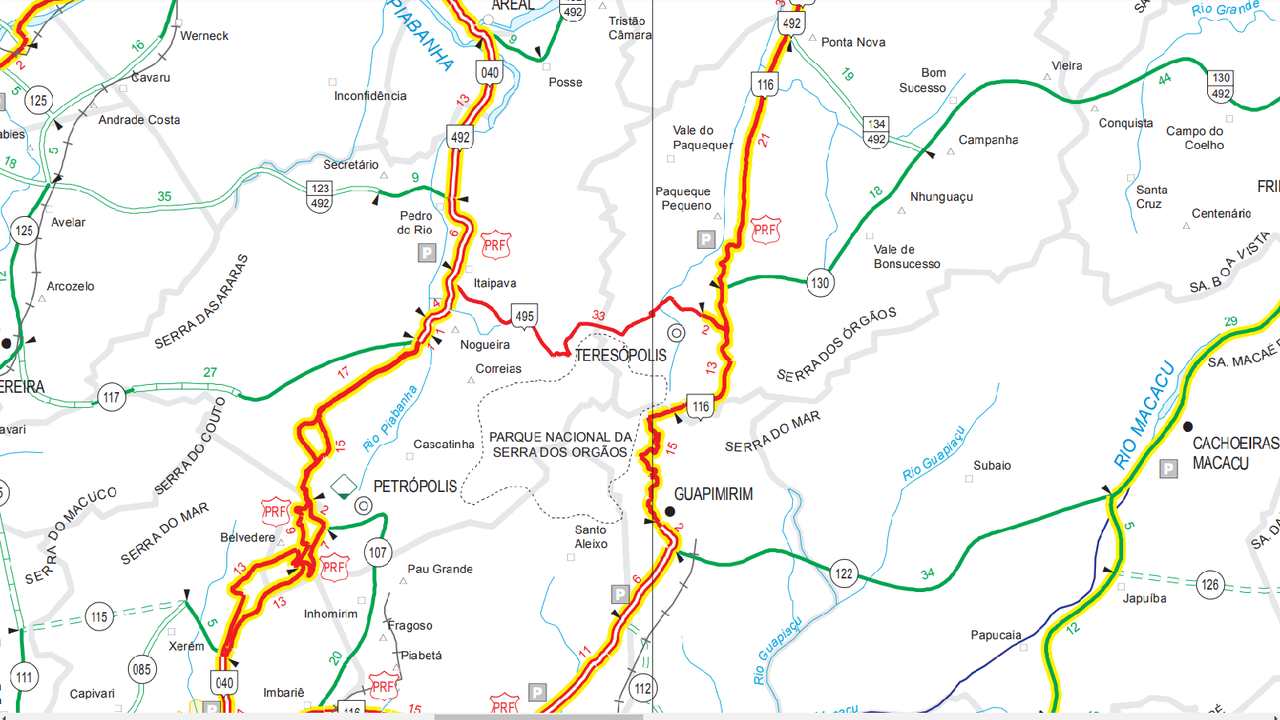 AREAL
492
Tristão
Câmara
492
Rio Grande
PIABANHA
Werneck
16
9
Ponta Nova
Vieira
2
040
116
19
Bom
Sucesso
44
130
492
Cavaru
Posse
5
125
Inconfidência
13
Andrade Costa
134
492
Conquista
Campo do
Coelho
492
21
Vale do
Paquequer
Campanha
5
18
Secretário
9
123
492
35
18
Paqueque
Pequeno
Nhunguaçu
Santa
Cruz
FRI
Avelar
125
Pedro
do Rio
6
PRF
P
P
PRF
Centenário
Vale de
Bonsucesso
SERRA DAS ARARAS
SA. BOA VISTA
Arcozelo
Itaipava
130
4
495
33
2
SERRA DOS ÓRGÃOS
29
1
1
Nogueira
TERESÓPOLIS
SA. MACAÉ
EREIRA
27
17
Correias
13
117
116
RIO MACACU
SERRA DO COUTO
Rio Piabanha
avari
15
Cascatinha
PARQUE NACIONAL DA
SERRA DOS ORGÃOS
15
SERRA DO MAR
Rio Guapiaçu
CACHOEIRAS
MACACU
P
Subaio
SERRA DO MACUCO
SERRA DO MAR
PETRÓPOLIS
GUAPIMIRIM
PRF
2
6
Belvedere
7
Santo
Aleixo
2
5
107
PRF
13
Pau Grande
122
34
126
6
P
13
115
5
Inhomirim
Japuíba
Fragoso
Rio Guapiaçu
Papucaia
12
Xerém
Piabetá
20
11
085
111
040
PRF
112
Capivari
Imbariê
P
P
PRF
116
15